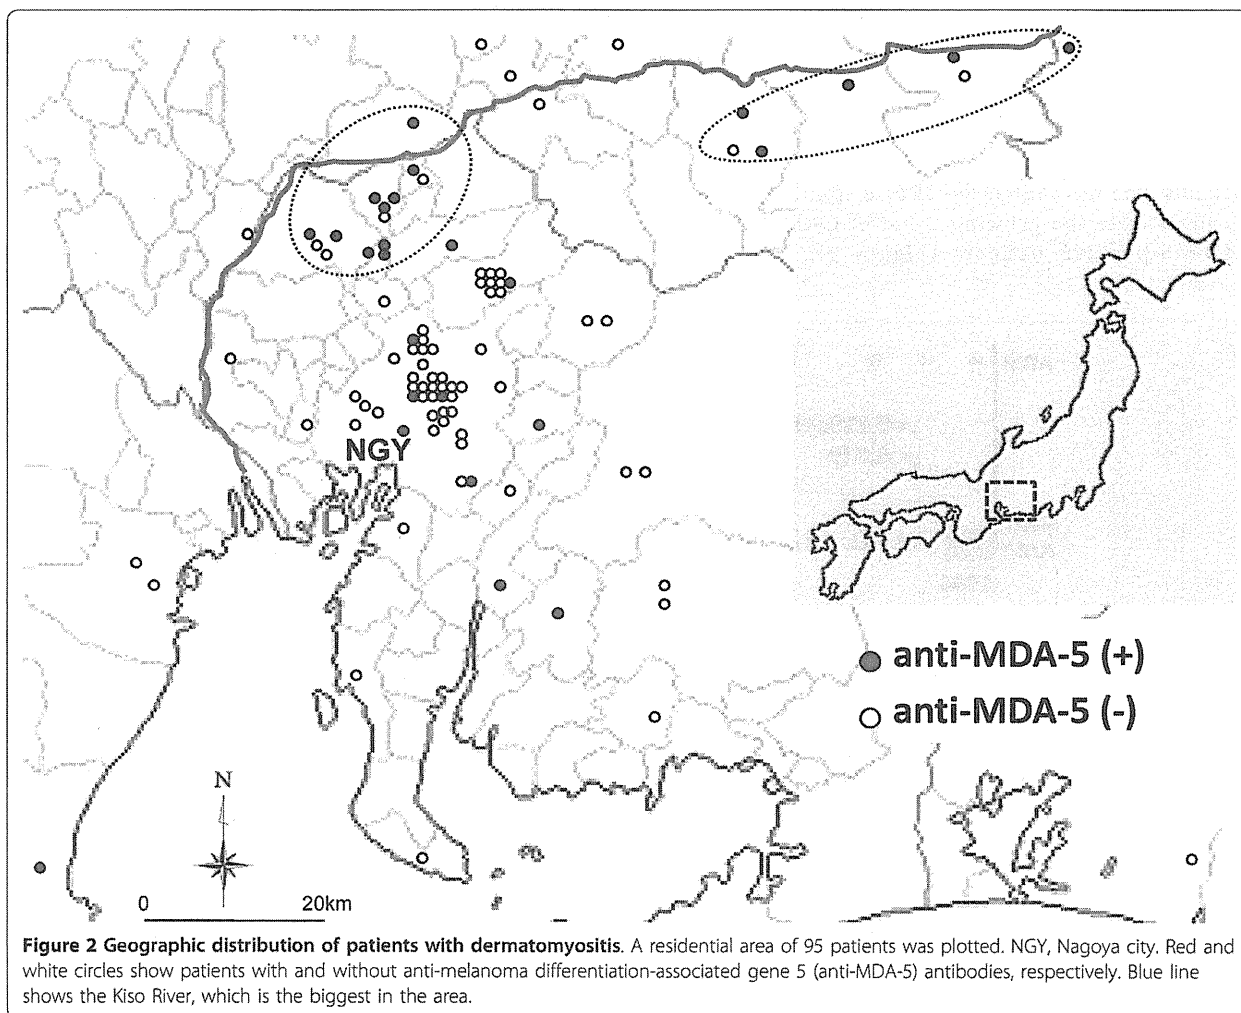 NGY
anti-MDA-5 (+)
anti-MDA-5 (-)
N
0 20km
Figure 2 Geographic distribution of patients with dermatomyositis. A residential area of 95 patients was plotted. NGY, Nagoya city. Red and
white circles show patients with and without anti-melanoma differentiation-associated gene 5 (anti-MDA-5) antibodies, respectively. Blue line
shows the Kiso River, which is the biggest in the area.